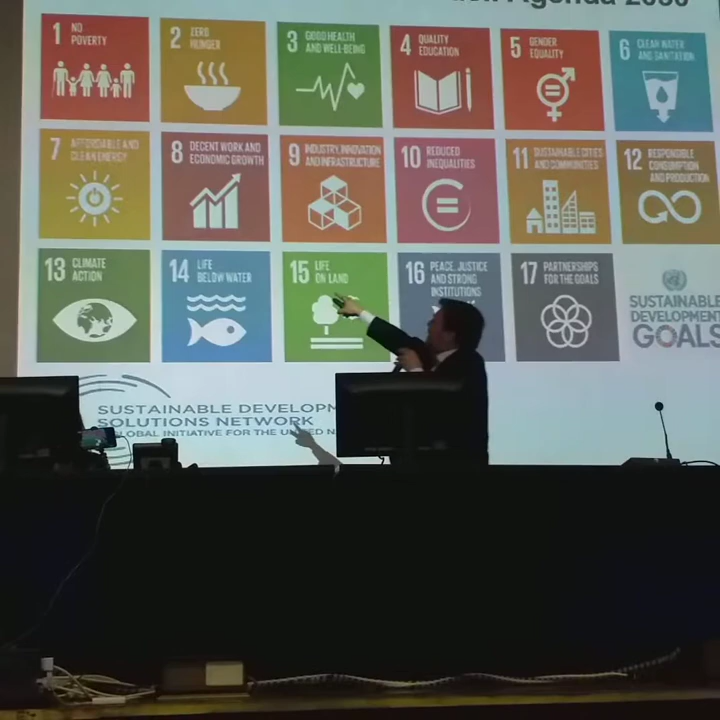 Agenda 2030
1 NO
POVERTY
2 ZERO
HUNGER
3 GOOD HEALTH
AND WELL-BEING
4 QUALITY
EDUCATION
5 GENDER
EQUALITY
6 CLEAN WATER
AND SANITATION
7 AFFORDABLE AND
CLEAN ENERGY
8 DECENT WORK AND
ECONOMIC GROWTH
9 INDUSTRY, INNOVATION
AND INFRASTRUCTURE
10 REDUCED
INEQUALITIES
11 SUSTAINABLE CITIES
AND COMMUNITIES
12 RESPONSIBLE
CONSUMPTION
AND PRODUCTION
13 CLIMATE
ACTION
14 LIFE
BELOW WATER
15 LIFE
ON LAND
16 PEACE, JUSTICE
AND STRONG
INSTITUTIONS
17 PARTNERSHIPS
FOR THE GOALS
SUSTAINABLE
DEVELOPMENT
GOALS
SUSTAINABLE DEVELOPM
SOLUTIONS NETWORK
GLOBAL INITIATIVE FOR THE UNITED N